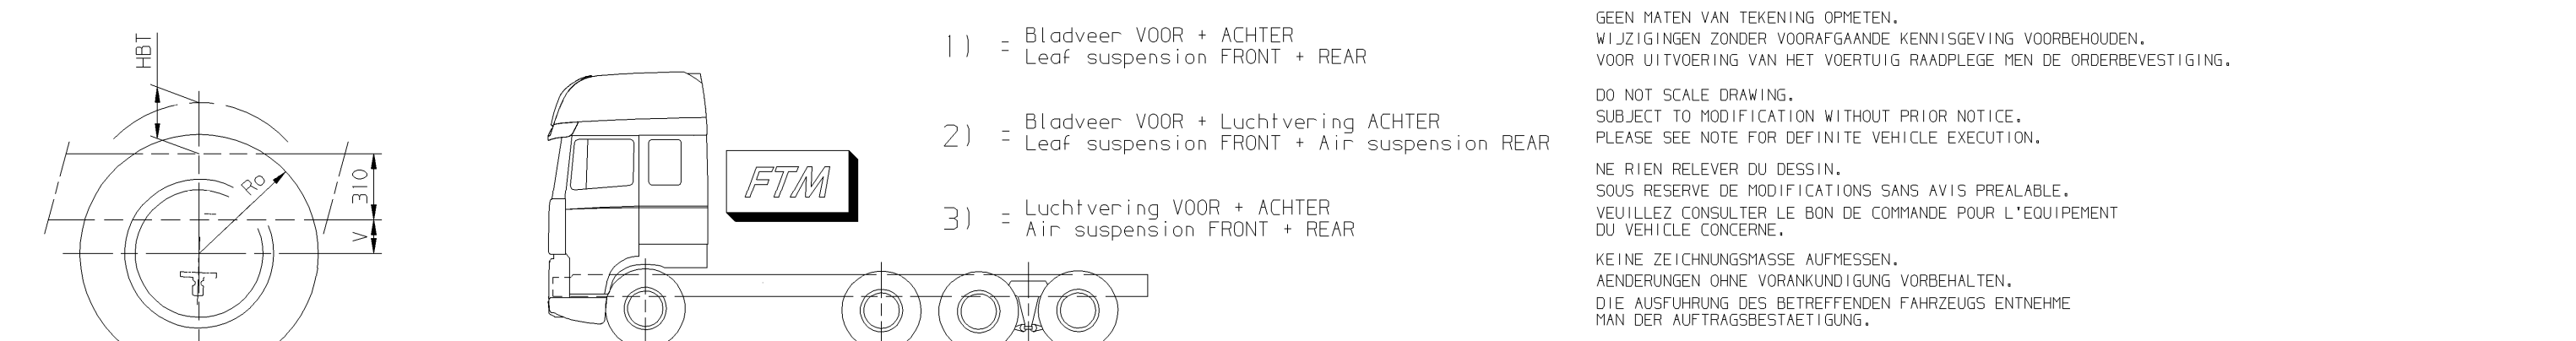 HBT
Ro
310
V
FTM
1) = Bladveer VOOR + ACHTER
Leaf suspension FRONT + REAR
2) = Bladveer VOOR + Luchtvering ACHTER
Leaf suspension FRONT + Air suspension REAR
3) = Luchtvering VOOR + ACHTER
Air suspension FRONT + REAR
GEEN MATEN VAN TEKENING OPMETEN.
WIJZIGINGEN ZONDER VOORAFGAANDE KENNISGEVING VOORBEHOUDEN.
VOOR UITVOERING VAN HET VOERTUIG RAADPLEGE MEN DE ORDERBEVESTIGING.
DO NOT SCALE DRAWING.
SUBJECT TO MODIFICATION WITHOUT PRIOR NOTICE.
PLEASE SEE NOTE FOR DEFINITE VEHICLE EXECUTION.
NE RIEN RELEVER DU DESSIN.
SOUS RESERVE DE MODIFICATIONS SANS AVIS PREALABLE.
VEUILLEZ CONSULTER LE BON DE COMMANDE POUR L'EQUIPEMENT
DU VEHICLE CONCERNE.
KEINE ZEICHNUNGSMASSE AUFMESSEN.
AENDERUNGEN OHNE VORANKUNDIGUNG VORBEHALTEN.
DIE AUSFUHRUNG DES BETREFFENDEN FAHRZEUGS ENTNEHME
MAN DER AUFTRAGSBESTAETIGUNG.